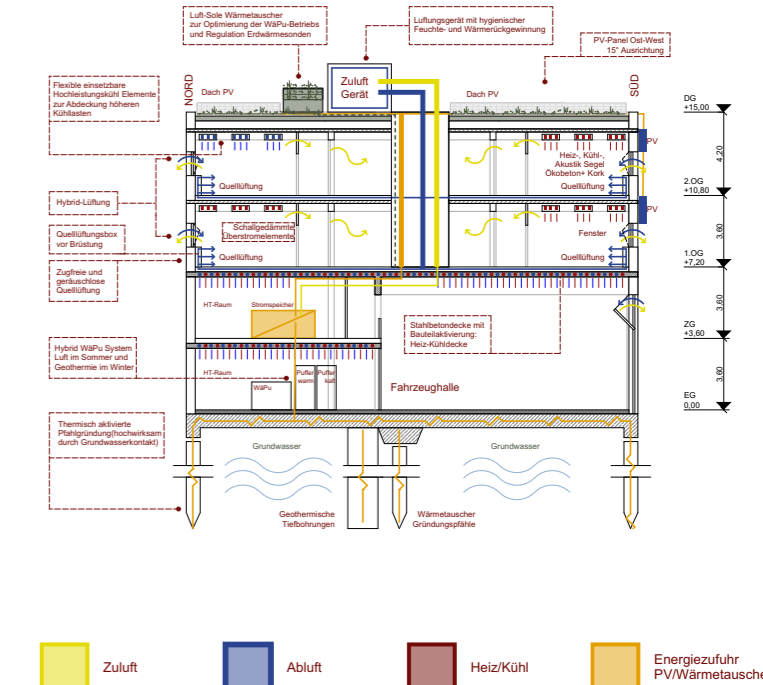 Luft-Sole Wärmetauscher
zur Optimierung der WäPu-Betriebs
und Regulation Erdwärmesonden
Luftungsgerät mit hygienischer
Feuchte- und Wärmerückgewinnung
PV-Panel Ost-West
15° Ausrichtung
Flexible einsetzbare
Hochleistungskühl Elemente
zur Abdeckung höheren
Kühllasten
NORD
Dach PV
Zuluft
Gerät
Dach PV
SÜD
DG
+15,00
PV
4.20
Heiz-, Kühl-,
Akustik Segel
Ökobeton+ Kork
Quelllüftung
Quelllüftung
2.OG
+10,80
Hybrid-Lüftung
PV
3.60
Quelllüftungsbox
vor Brüstung
Schallgedämmte
Überstromelemente
Fenster
Quelllüftung
Quelllüftung
1.OG
+7,20
Zugfreie und
geräuschlose
Quelllüftung
HT-Raum
Stromspeicher
3.60
Stahlbetondecke mit
Bauteilaktivierung:
Heiz-Kühldecke
ZG
+3,60
Hybrid WäPu System
Luft im Sommer und
Geothermie im Winter
HT-Raum
WäPu
Puffer
warm
Puffer
kalt
Fahrzeughalle
3.60
EG
0,00
Thermisch aktivierte
Pfahlgründung(hochwirksam
durch Grundwasserkontakt)
Grundwasser
Grundwasser
Geothermische
Tiefbohrungen
Wärmetauscher
Gründungspfähle
Zuluft
Abluft
Heiz/Kühl
Energiezufuhr
PV/Wärmetausche